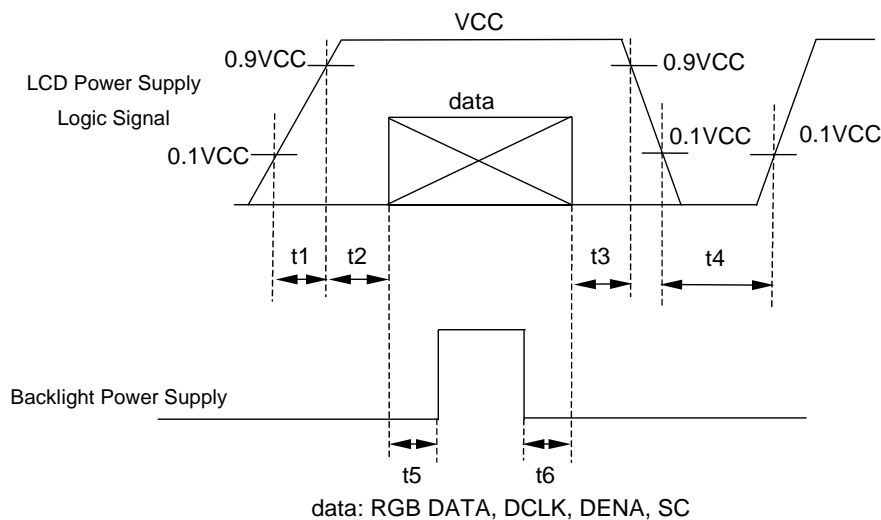 VCC
0.9VCC
0.9VCC
LCD Power Supply
Logic Signal
data
0.1VCC
0.1VCC
0.1VCC
t1
t2
t3
t4
Backlight Power Supply
t5
t6
data: RGB DATA, DCLK, DENA, SC